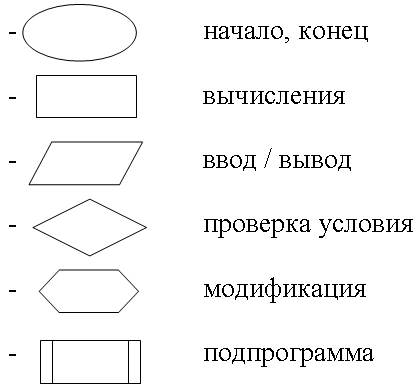 - начало, конец
- вычисления
- ввод / вывод
- проверка условия
- модификация
- подпрограмма